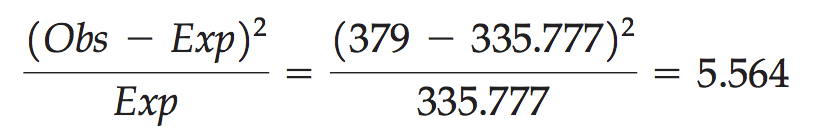 (Obs − Exp)² / Exp = (379 − 335.777)² / 335.777 = 5.564